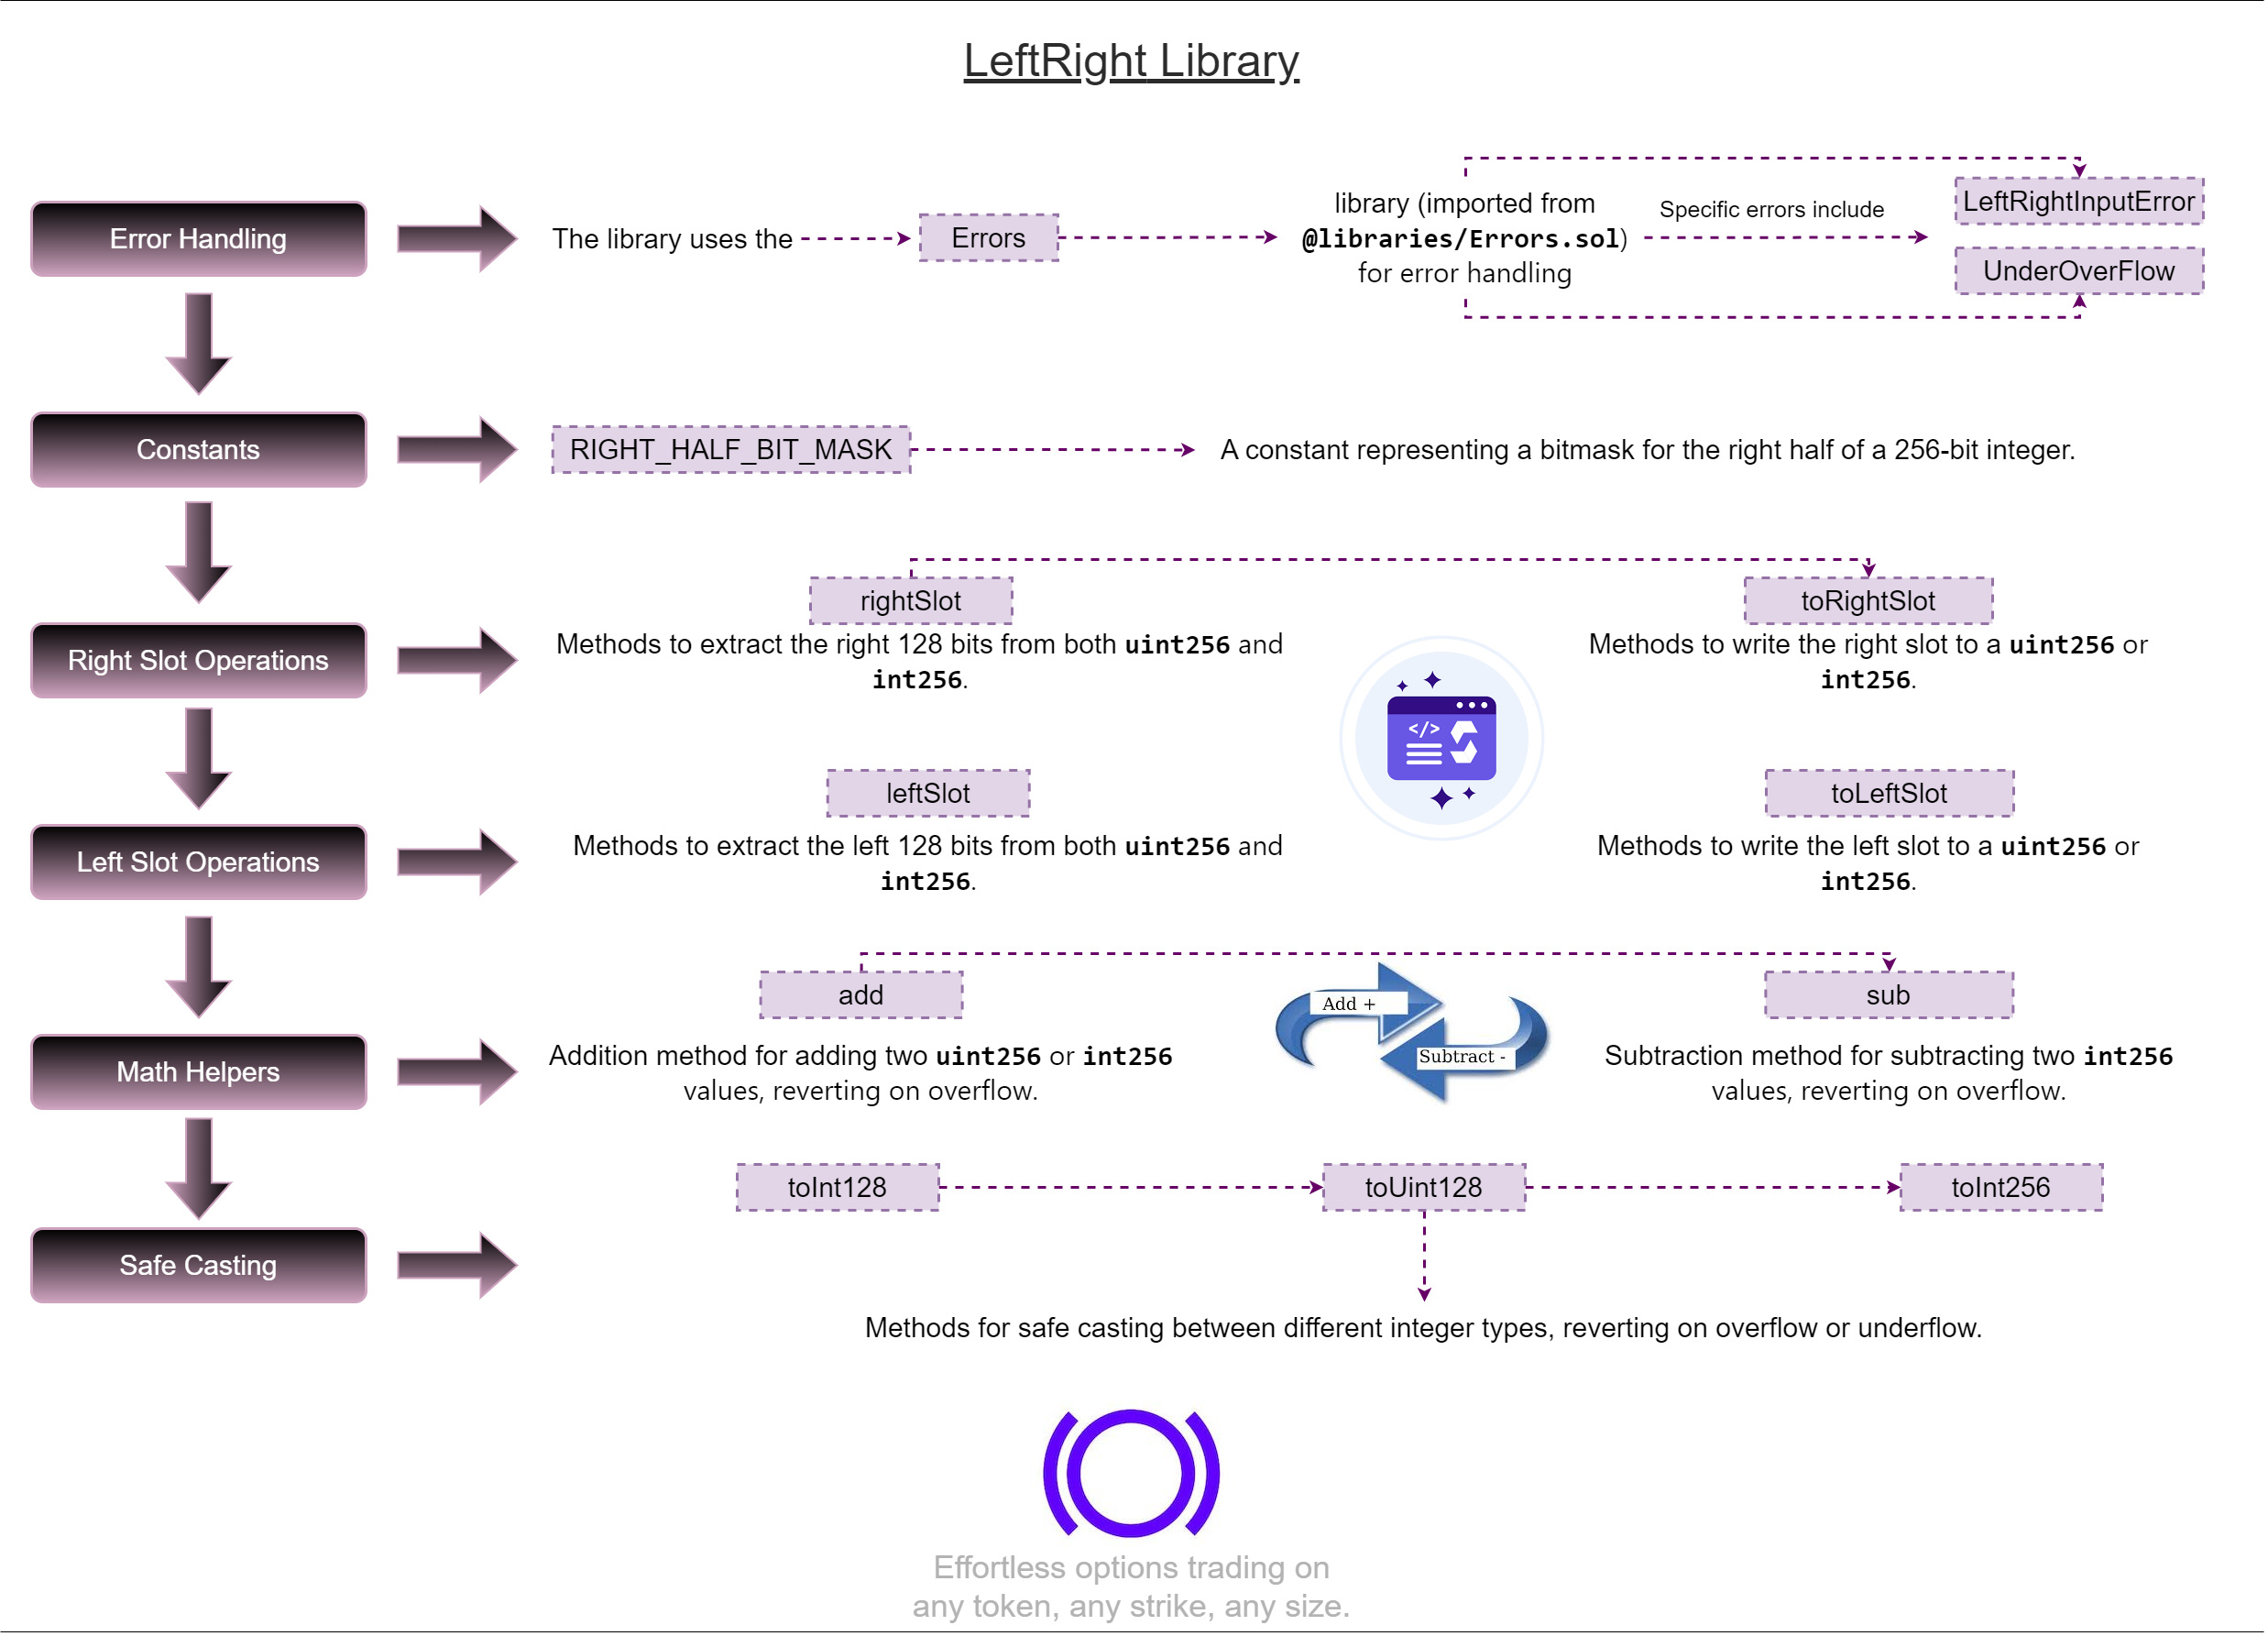 LeftRight Library
Error Handling
The library uses the
Errors
library (imported from
@libraries/Errors.sol)
for error handling
Specific errors include
LeftRightInputError
UnderOverFlow
Constants
RIGHT_HALF_BIT_MASK
A constant representing a bitmask for the right half of a 256-bit integer.
Right Slot Operations
rightSlot
Methods to extract the right 128 bits from both uint256 and
int256.
toRightSlot
Methods to write the right slot to a uint256 or
int256.
</>
Left Slot Operations
leftSlot
Methods to extract the left 128 bits from both uint256 and
int256.
toLeftSlot
Methods to write the left slot to a uint256 or
int256.
Math Helpers
add
Addition method for adding two uint256 or int256
values, reverting on overflow.
Add +
Subtract -
sub
Subtraction method for subtracting two int256
values, reverting on overflow.
Safe Casting
toInt128
toUint128
toInt256
Methods for safe casting between different integer types, reverting on overflow or underflow.
Effortless options trading on
any token, any strike, any size.